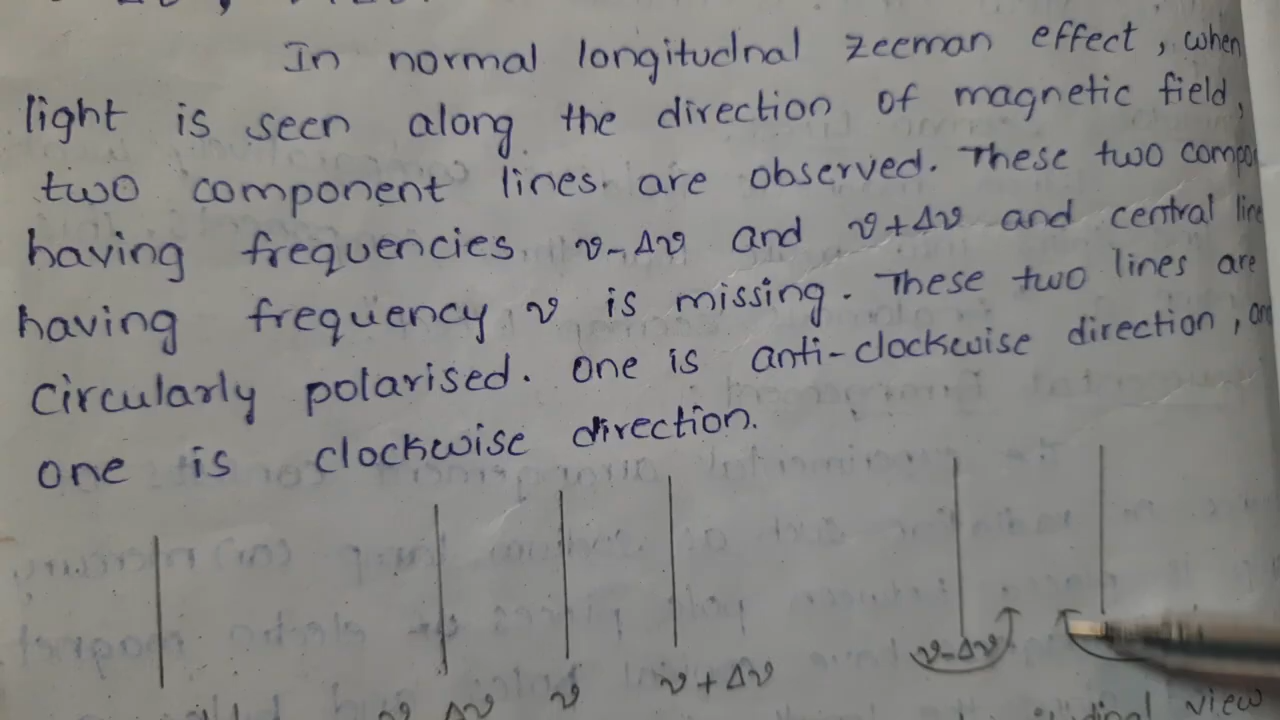 In normal longitudnal zeeman effect, when
light is seen along the direction of magnetic field,
two component lines are observed. These two compo
having frequencies ν-Δν and ν+Δν and central line
having frequency ν is missing. These two lines are
circularly polarised. One is anti-clockwise direction, and
one is clockwise direction.
ν-Δν
ν + Δν
ν
Δν
view